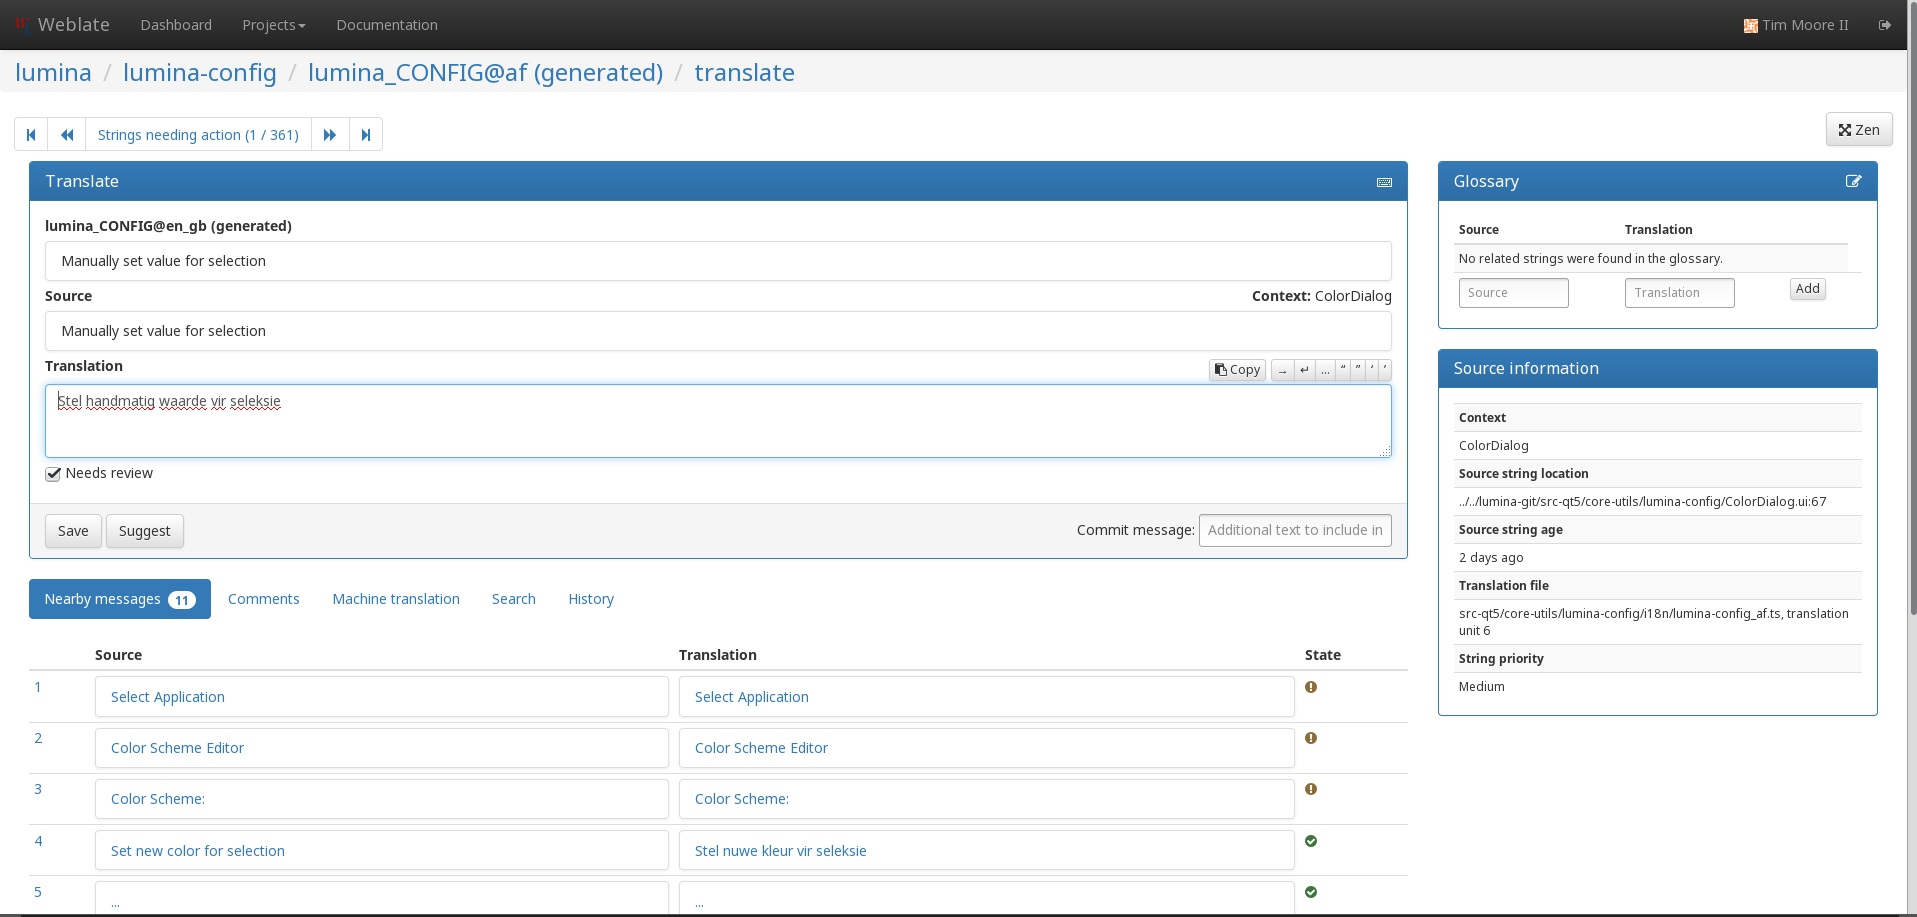 Weblate Dashboard Projects Documentation Tim Moore II
lumina / lumina-config / lumina_CONFIG@af (generated) / translate
Strings needing action (1 / 361)
Zen
Translate
lumina_CONFIG@en_gb (generated)
Manually set value for selection
Source Context: ColorDialog
Manually set value for selection
Translation Copy → ↵ … “ ” ‘ ’
Stel handmatig waarde vir seleksie
Needs review
Save Suggest Commit message: Additional text to include in
Nearby messages 11 Comments Machine translation Search History
Source Translation State
1 Select Application Select Application
2 Color Scheme Editor Color Scheme Editor
3 Color Scheme: Color Scheme:
4 Set new color for selection Stel nuwe kleur vir seleksie
5 ... ...
Glossary
Source Translation
No related strings were found in the glossary.
Source Translation Add
Source information
Context
ColorDialog
Source string location
../../lumina-git/src-qt5/core-utils/lumina-config/ColorDialog.ui:67
Source string age
2 days ago
Translation file
src-qt5/core-utils/lumina-config/i18n/lumina-config_af.ts, translation
unit 6
String priority
Medium